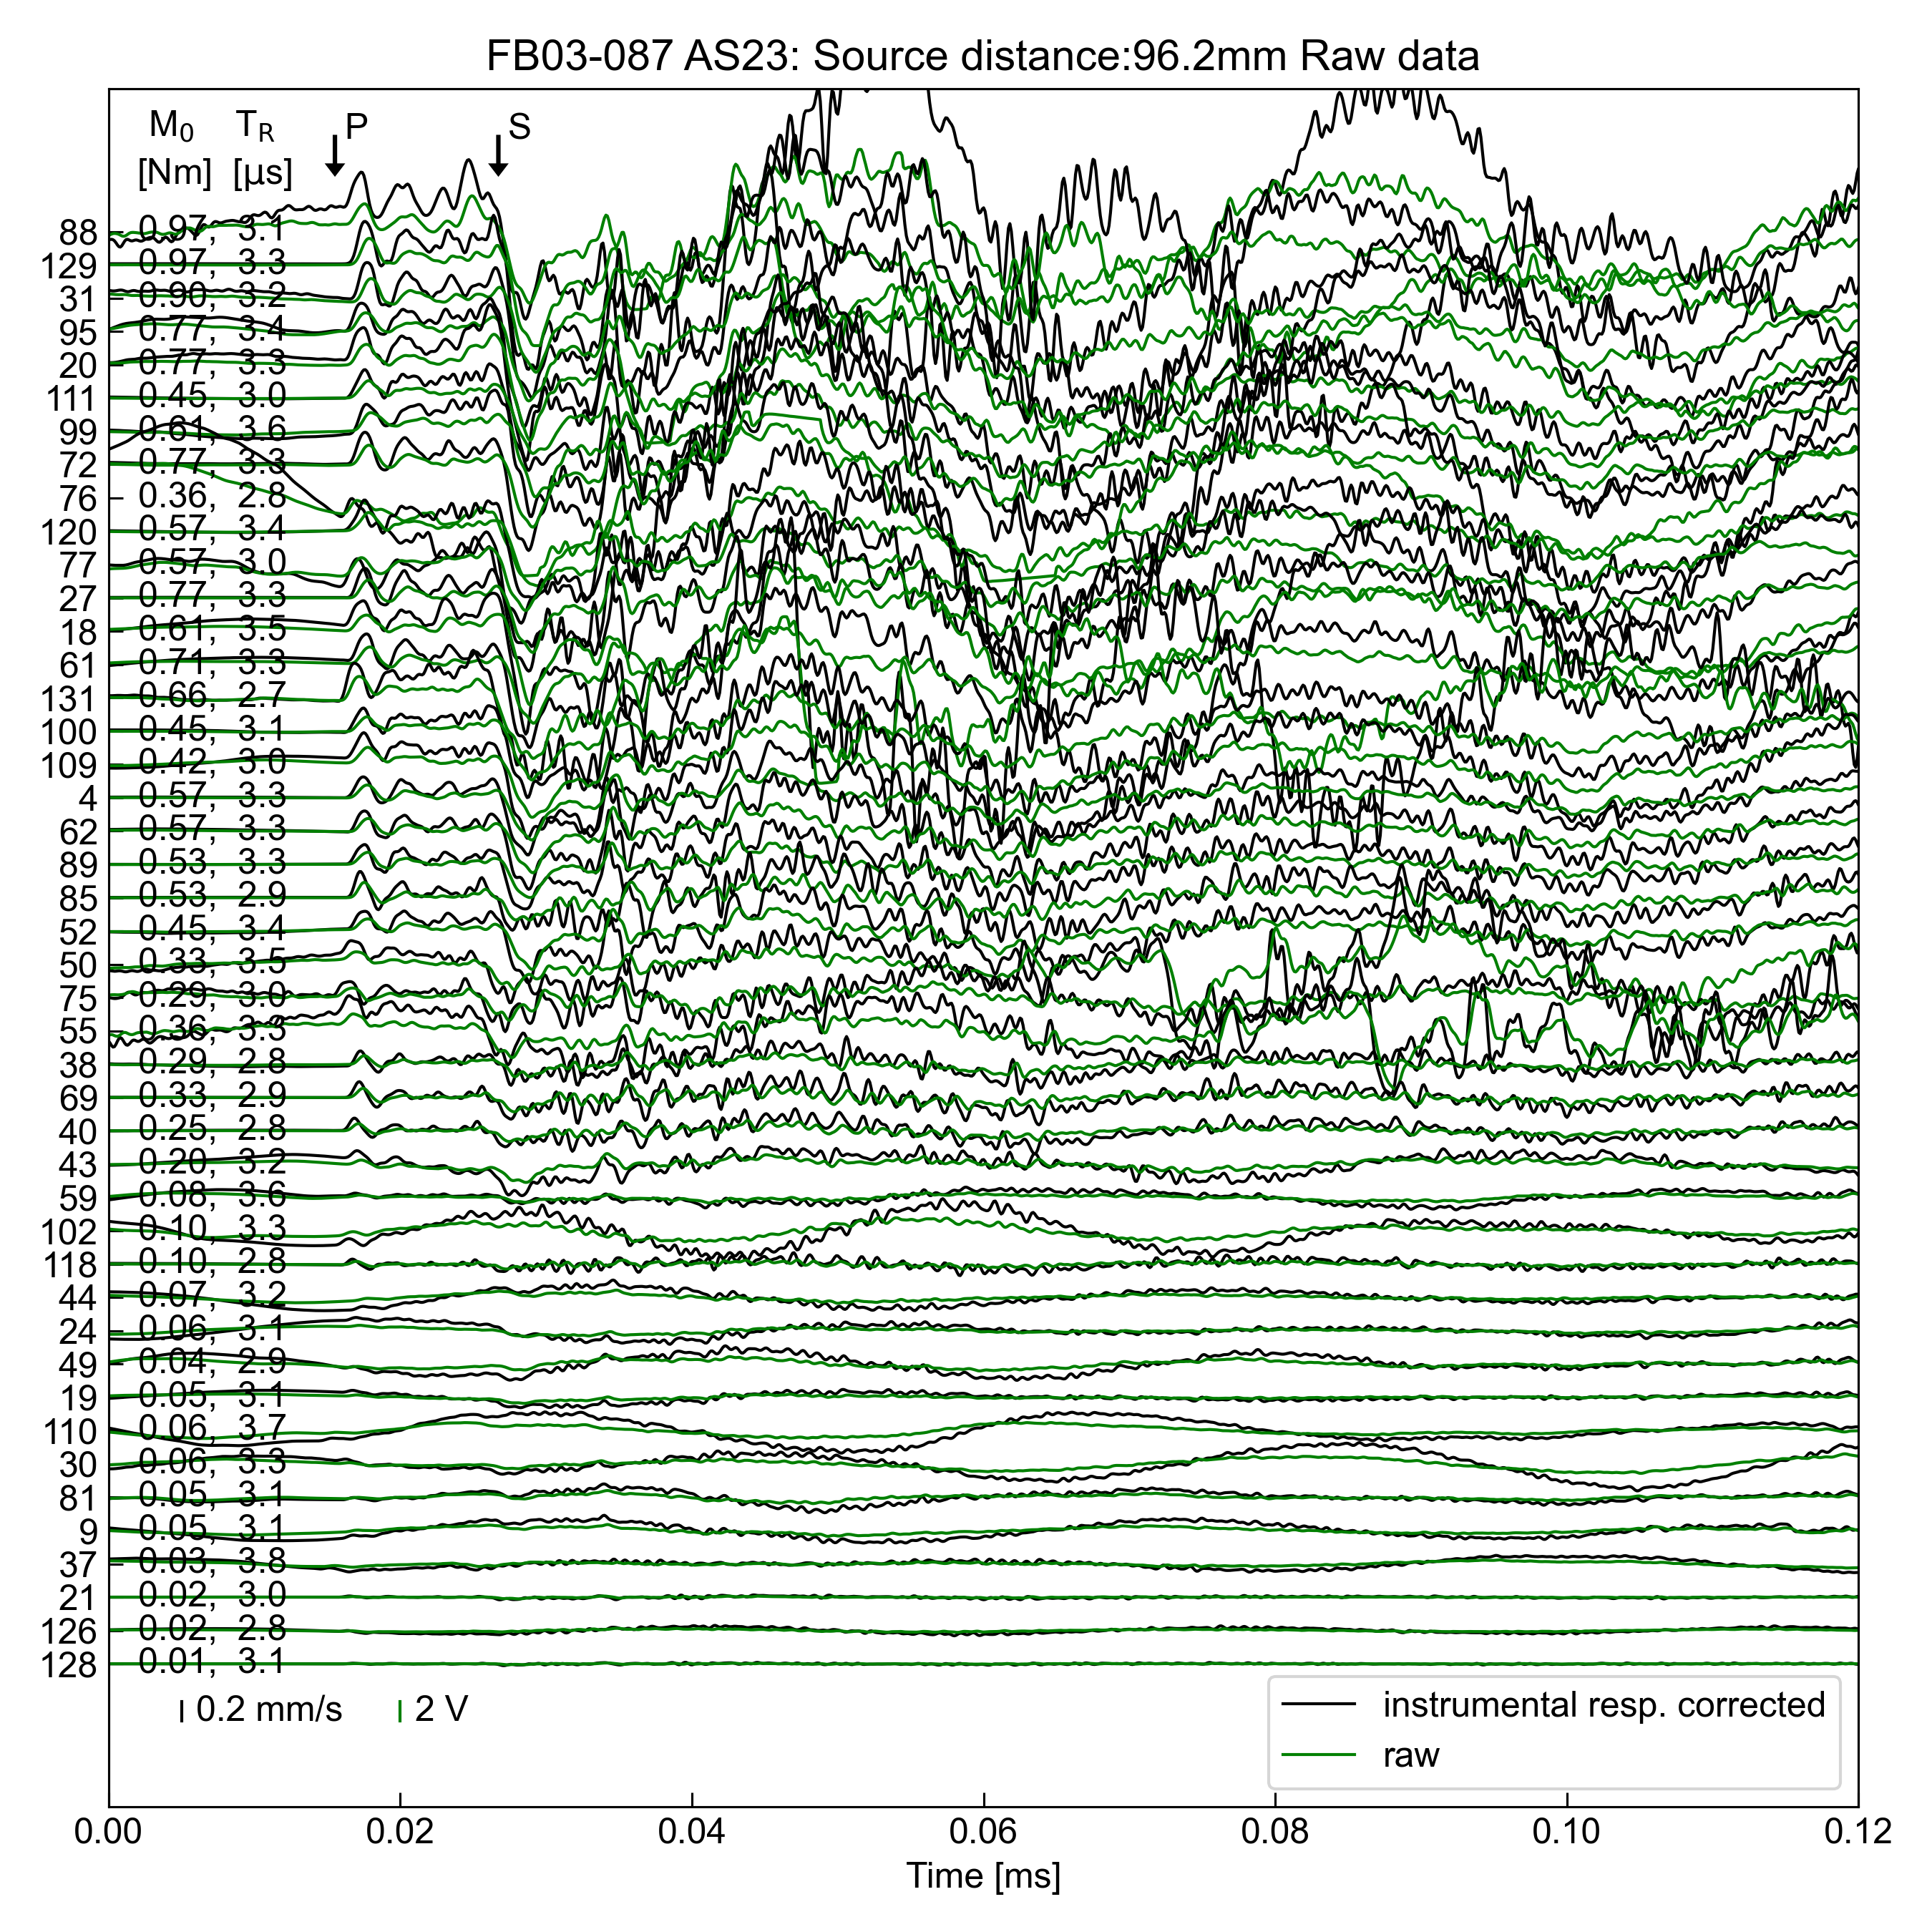 FB03-087 AS23: Source distance:96.2mm Raw data
M0 TR P S
[Nm] [µs]
88 0.97, 3.1
129 0.97, 3.3
31 0.90, 3.2
95 0.77, 3.4
20 0.77, 3.3
111 0.45, 3.0
99 0.61, 3.6
72 0.77, 3.3
76 0.36, 2.8
120 0.57, 3.4
77 0.57, 3.0
27 0.77, 3.3
18 0.61, 3.5
61 0.71, 3.3
131 0.66, 2.7
100 0.45, 3.1
109 0.42, 3.0
4 0.57, 3.3
62 0.57, 3.3
89 0.53, 3.3
85 0.53, 2.9
52 0.45, 3.4
50 0.33, 3.5
75 0.29, 3.0
55 0.36, 3.3
38 0.29, 2.8
69 0.33, 2.9
40 0.25, 2.8
43 0.20, 3.2
59 0.08, 3.6
102 0.10, 3.3
118 0.10, 2.8
44 0.07, 3.2
24 0.06, 3.1
49 0.04, 2.9
19 0.05, 3.1
110 0.06, 3.7
30 0.06, 3.3
81 0.05, 3.1
9 0.05, 3.1
37 0.03, 3.8
21 0.02, 3.0
126 0.02, 2.8
128 0.01, 3.1
0.2 mm/s 2 V
instrumental resp. corrected
raw
0.00 0.02 0.04 0.06 0.08 0.10 0.12
Time [ms]